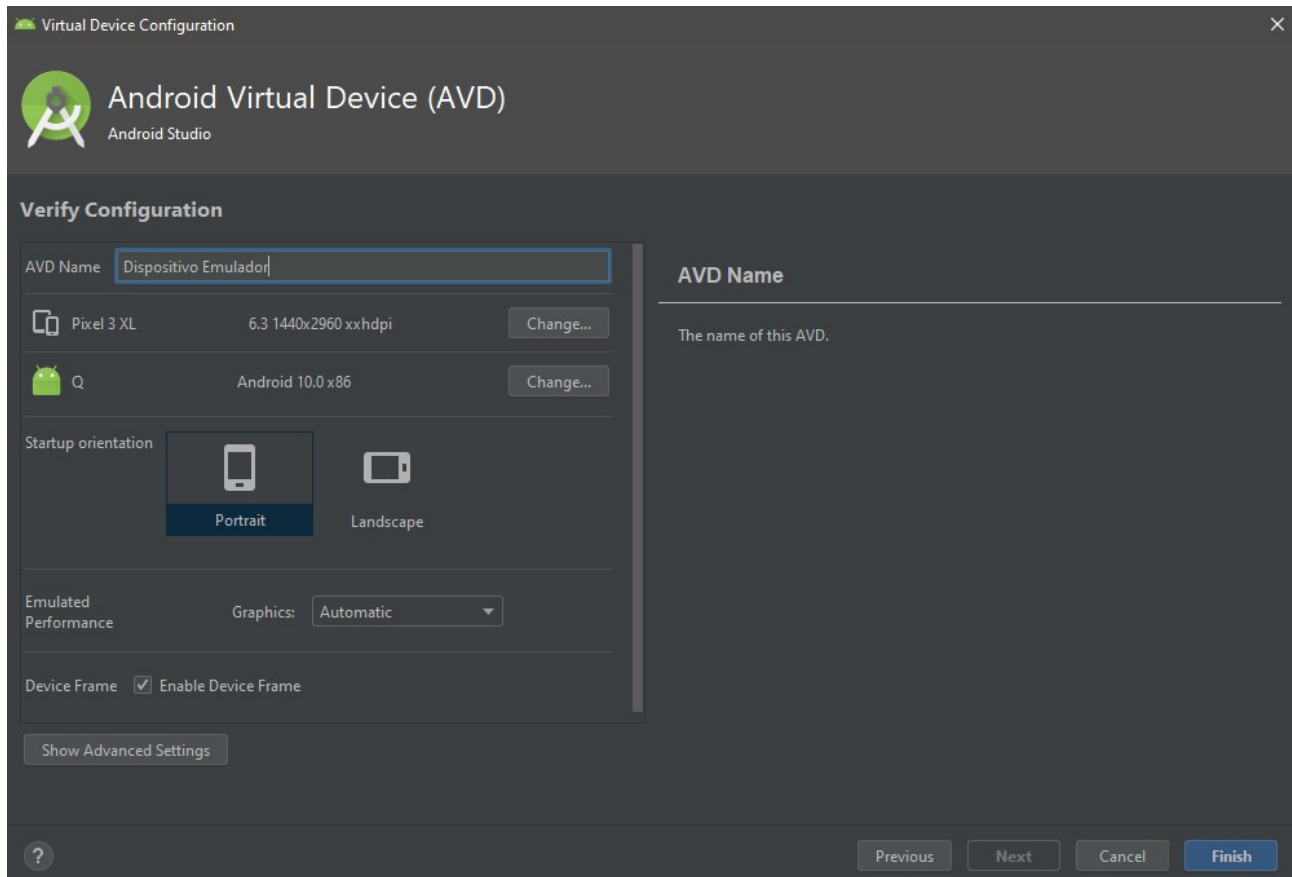 Virtual Device Configuration
Android Virtual Device (AVD)
Android Studio
Verify Configuration
AVD Name Dispositivo Emulador
Pixel 3 XL 6.3 1440x2960 xxhdpi Change...
Q Android 10.0 x86 Change...
Startup orientation
Portrait Landscape
Emulated
Performance
Graphics: Automatic
Device Frame Enable Device Frame
Show Advanced Settings
AVD Name
The name of this AVD.
? Previous Next Cancel Finish